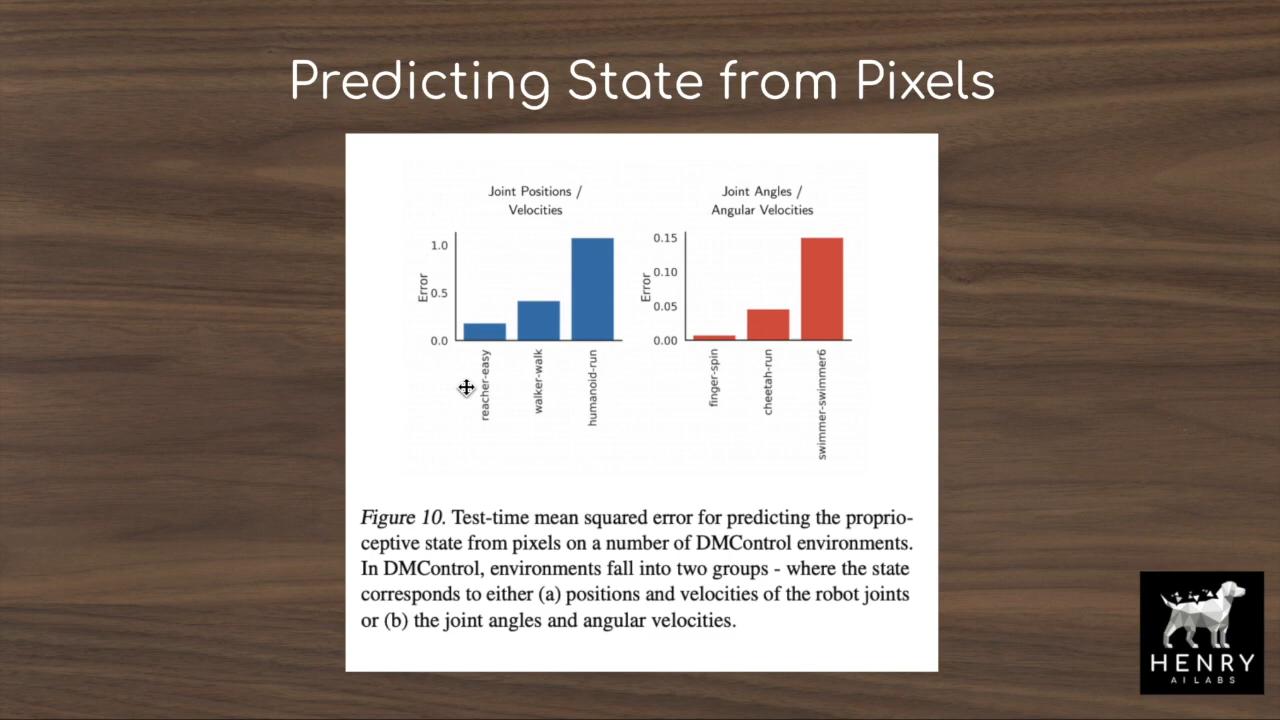 Predicting State from Pixels
Joint Positions /
Velocities
1.0
0.5
0.0
Error
reacher-easy
walker-walk
humanoid-run
Joint Angles /
Angular Velocities
0.15
0.10
0.05
0.00
Error
finger-spin
cheetah-run
swimmer-swimmer6
Figure 10. Test-time mean squared error for predicting the proprio-
ceptive state from pixels on a number of DMControl environments.
In DMControl, environments fall into two groups - where the state
corresponds to either (a) positions and velocities of the robot joints
or (b) the joint angles and angular velocities.
HENRY
AI LABS